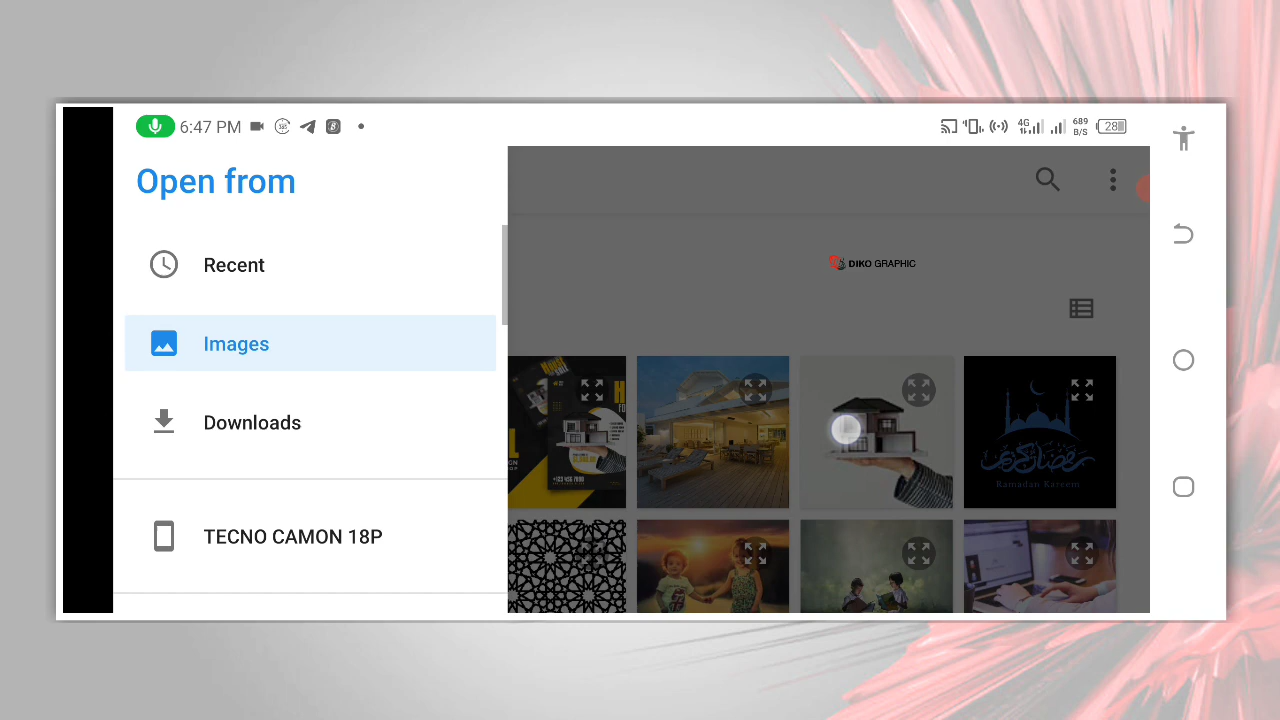 6:47 PM
4G
689
B/S
28
Open from
Recent
Images
Downloads
TECNO CAMON 18P
DIKO GRAPHIC
رمضان كريم
Ramadan Kareem